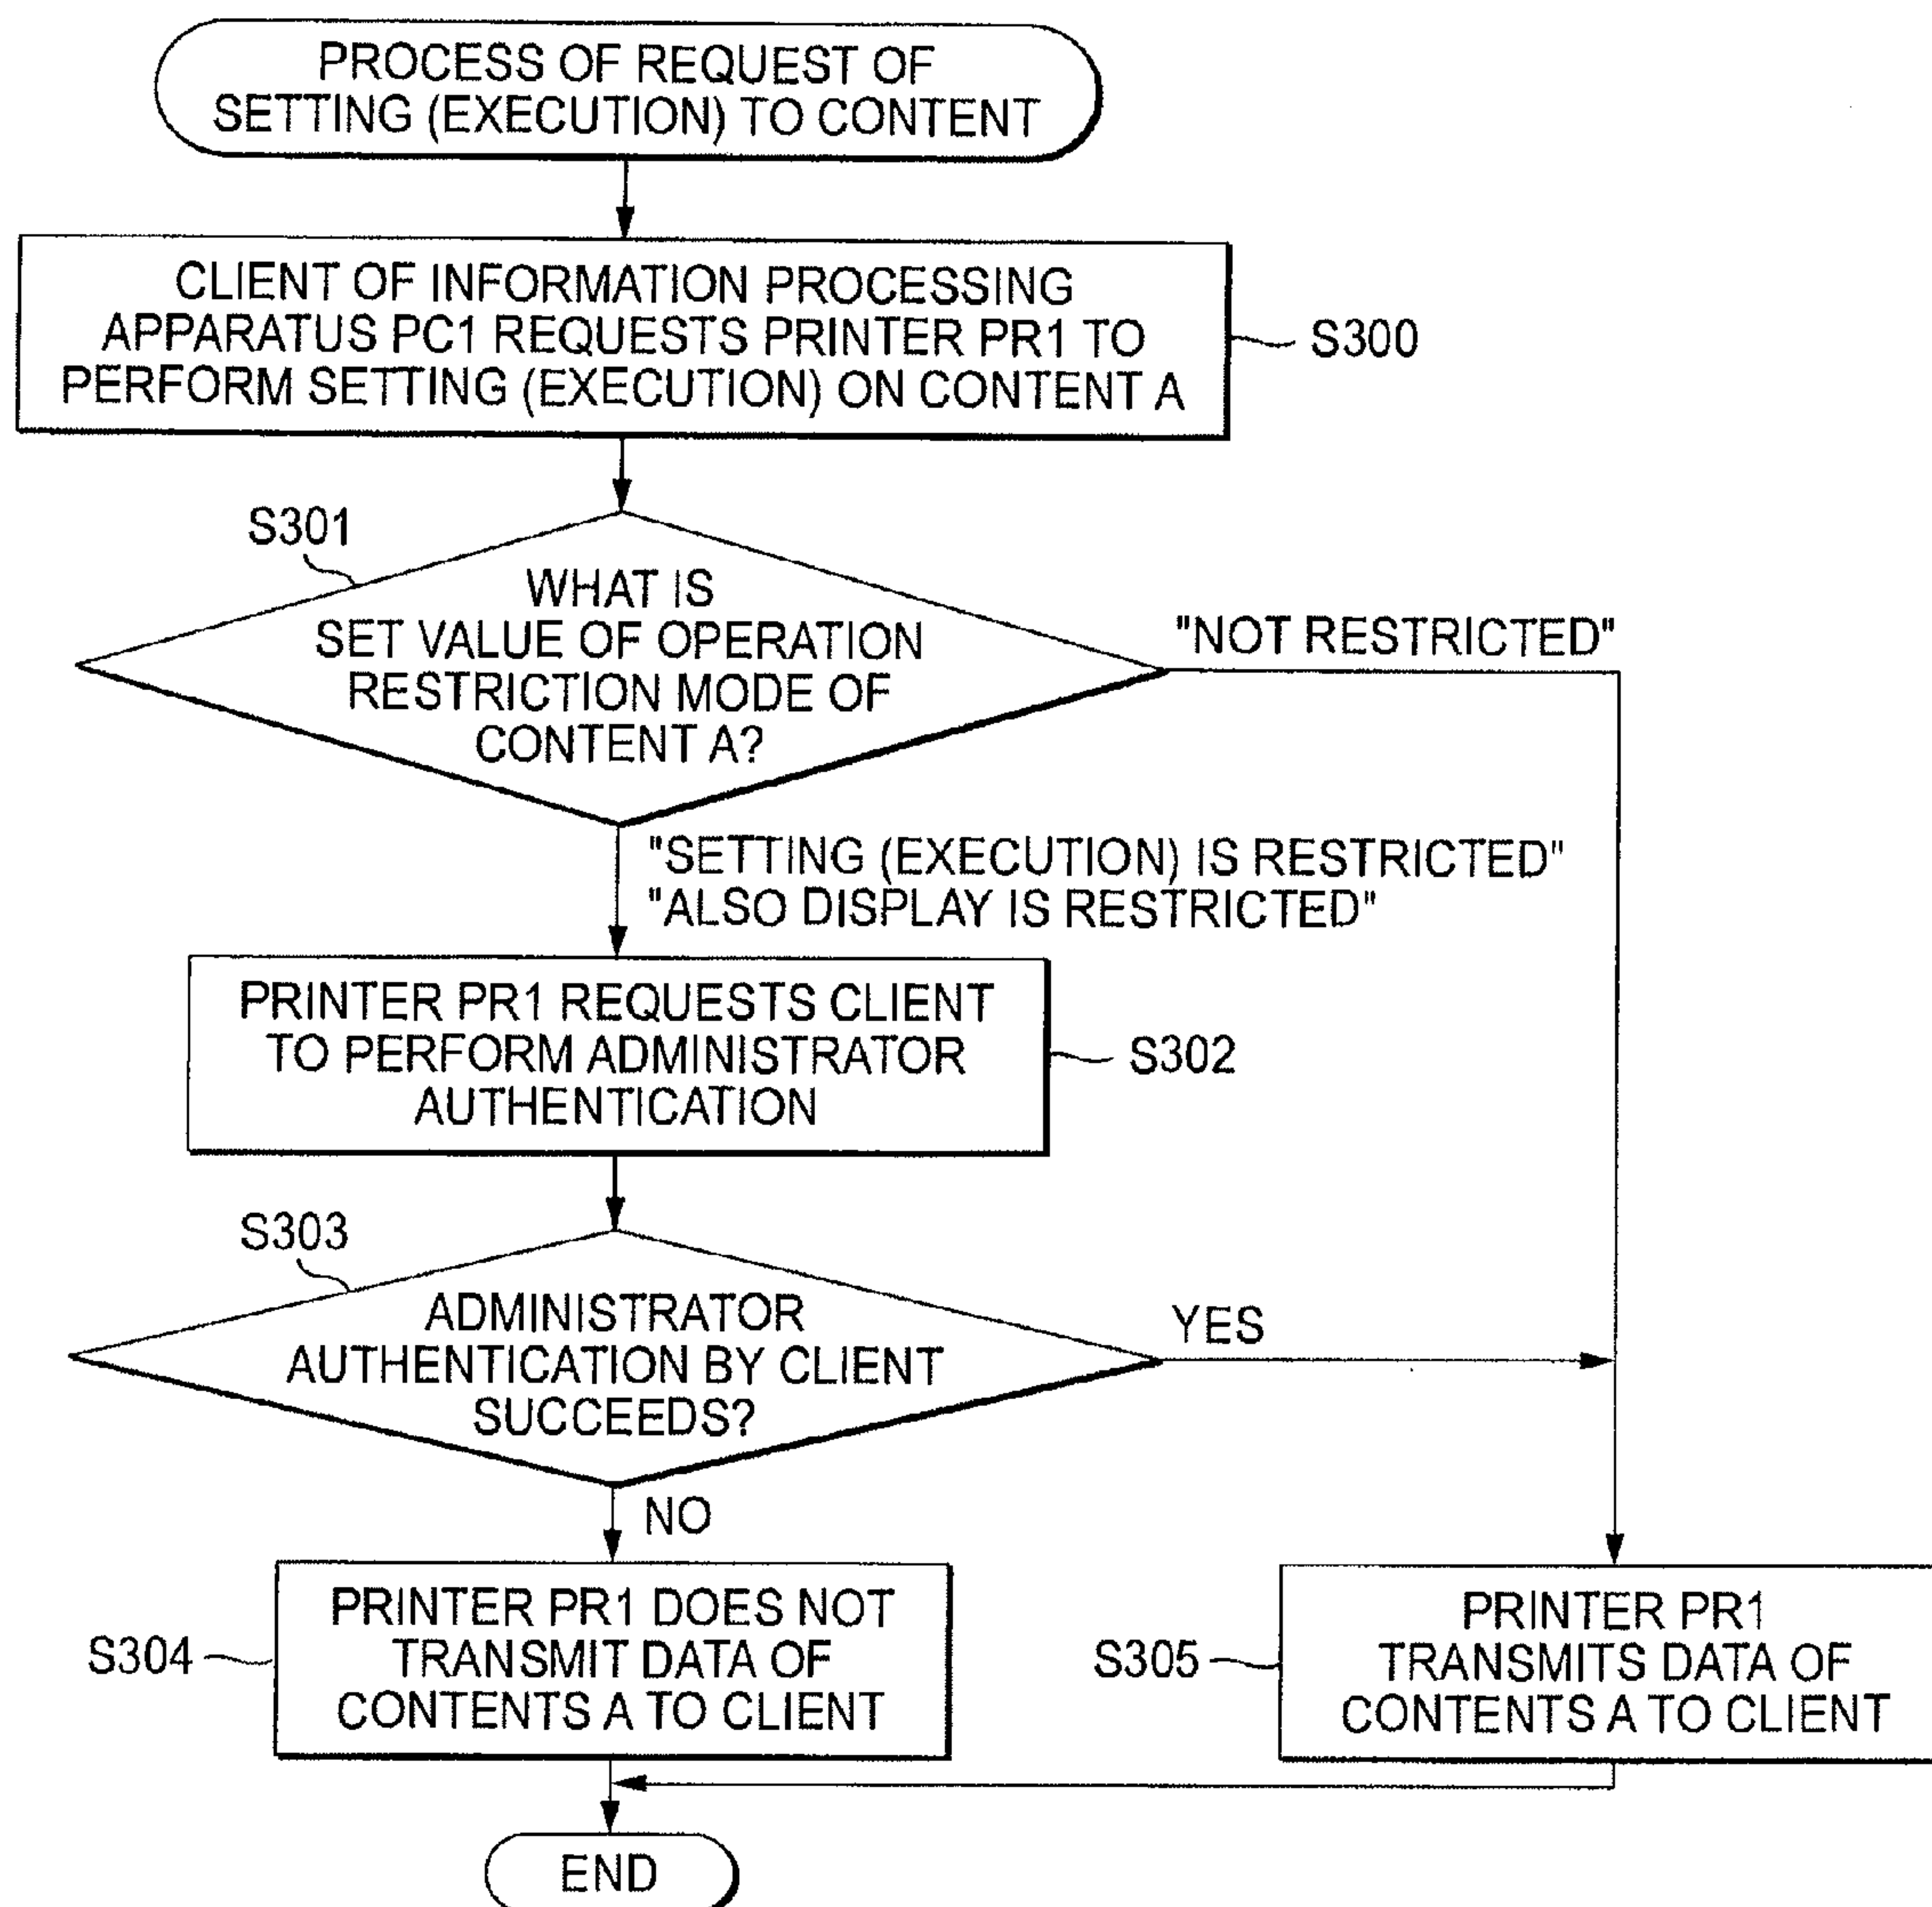 PROCESS OF REQUEST OF
SETTING (EXECUTION) TO CONTENT
CLIENT OF INFORMATION PROCESSING
APPARATUS PC1 REQUESTS PRINTER PR1 TO
PERFORM SETTING (EXECUTION) ON CONTENT A
S300
S301
WHAT IS
SET VALUE OF OPERATION
RESTRICTION MODE OF
CONTENT A?
"NOT RESTRICTED"
"SETTING (EXECUTION) IS RESTRICTED"
"ALSO DISPLAY IS RESTRICTED"
PRINTER PR1 REQUESTS CLIENT
TO PERFORM ADMINISTRATOR
AUTHENTICATION
S302
S303
ADMINISTRATOR
AUTHENTICATION BY CLIENT
SUCCEEDS?
YES
NO
S304
PRINTER PR1 DOES NOT
TRANSMIT DATA OF
CONTENTS A TO CLIENT
S305
PRINTER PR1
TRANSMITS DATA OF
CONTENTS A TO CLIENT
END